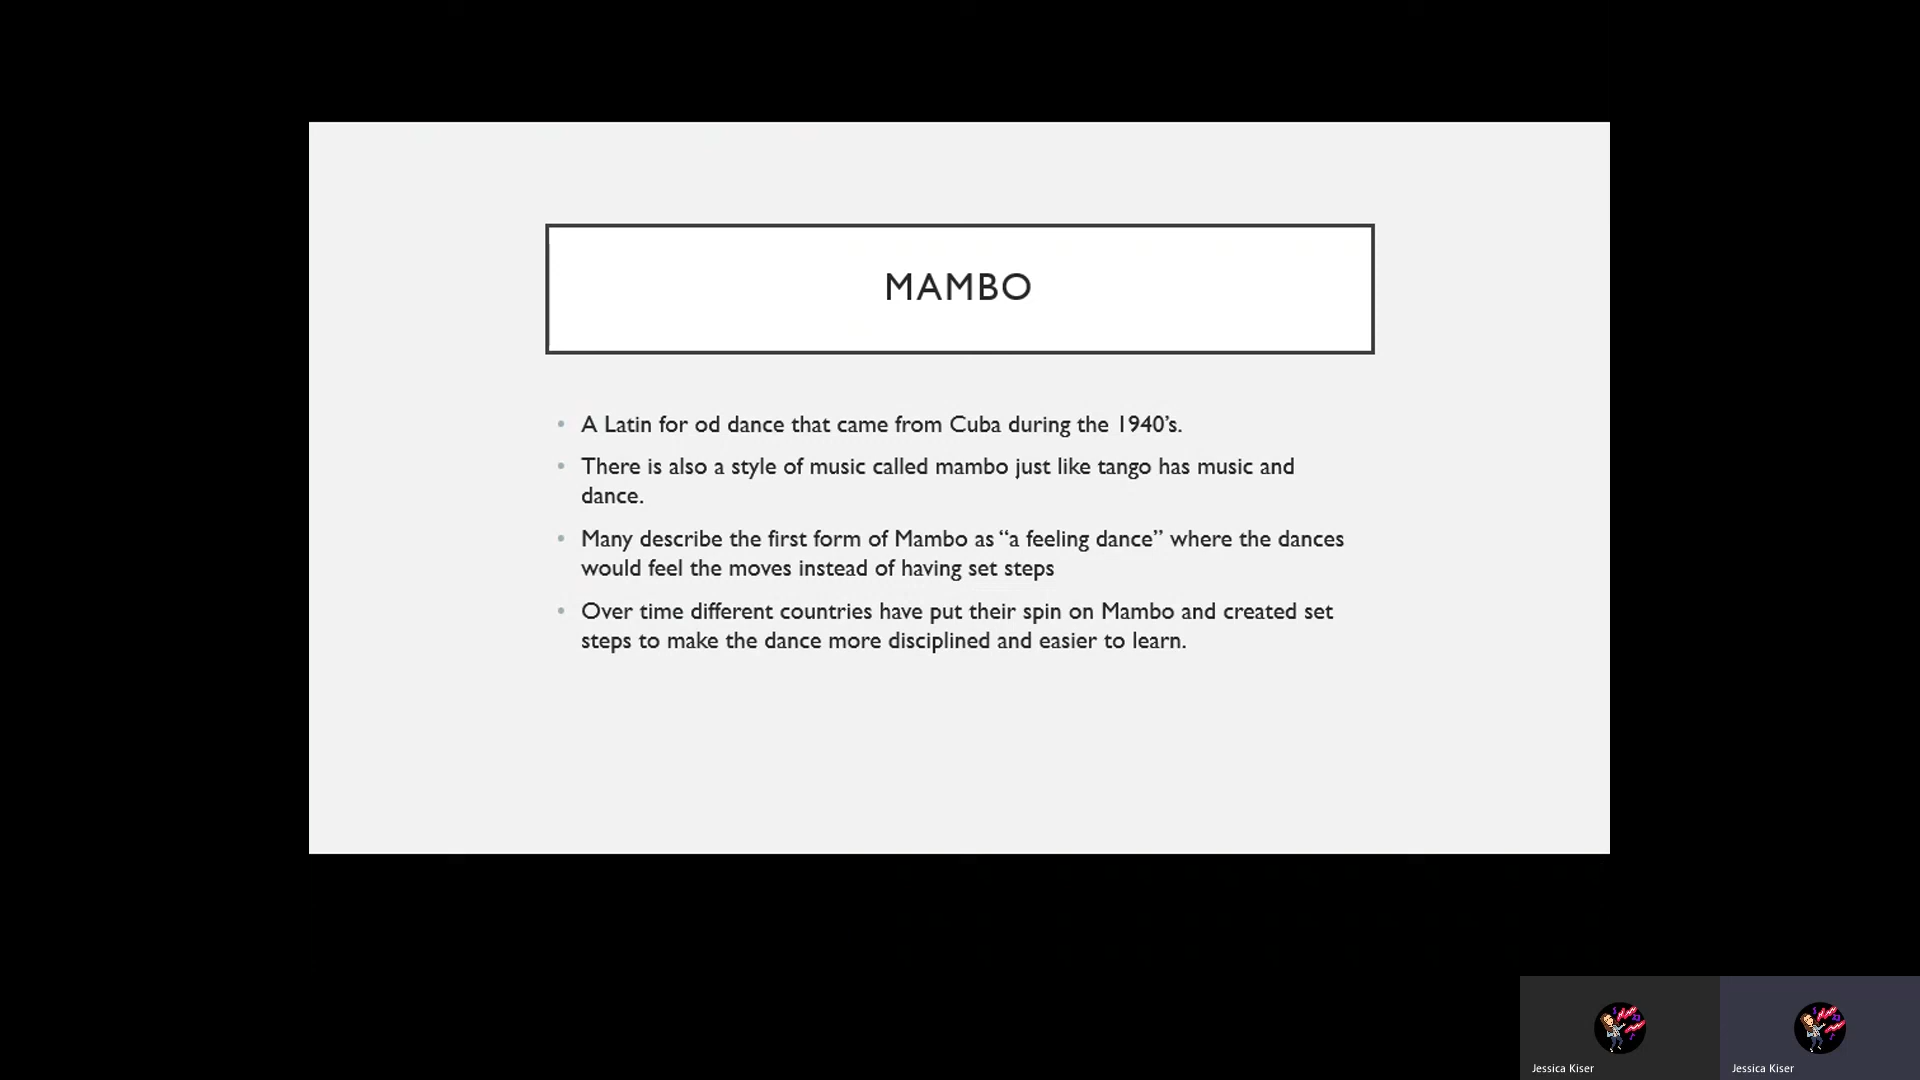 MAMBO
• A Latin for od dance that came from Cuba during the 1940’s.
• There is also a style of music called mambo just like tango has music and
dance.
• Many describe the first form of Mambo as “a feeling dance” where the dances
would feel the moves instead of having set steps
• Over time different countries have put their spin on Mambo and created set
steps to make the dance more disciplined and easier to learn.
Jessica Kiser
Jessica Kiser